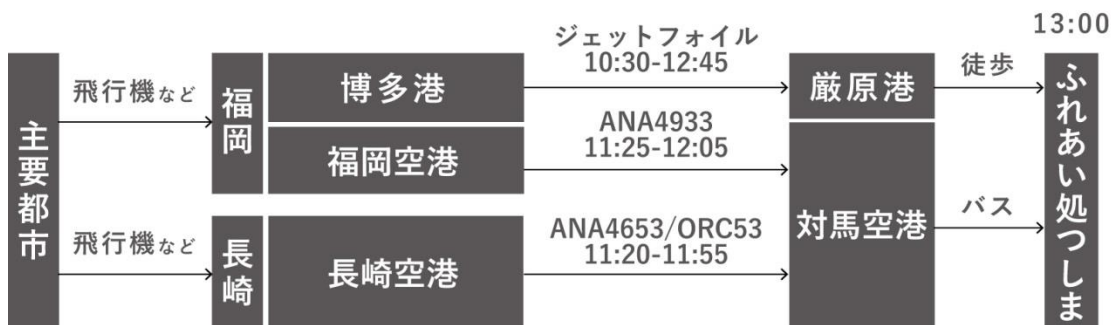 主要都市
飛行機など
飛行機など
福岡
長崎
博多港
福岡空港
長崎空港
ジェットフォイル
10:30-12:45
ANA4933
11:25-12:05
ANA4653/ORC53
11:20-11:55
厳原港
対馬空港
徒歩
バス
13:00
ふれあい処つしま